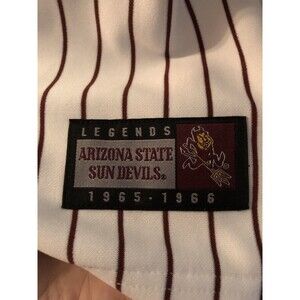 LEGENDS
ARIZONA STATE
SUN DEVILS®
1965 · 1966